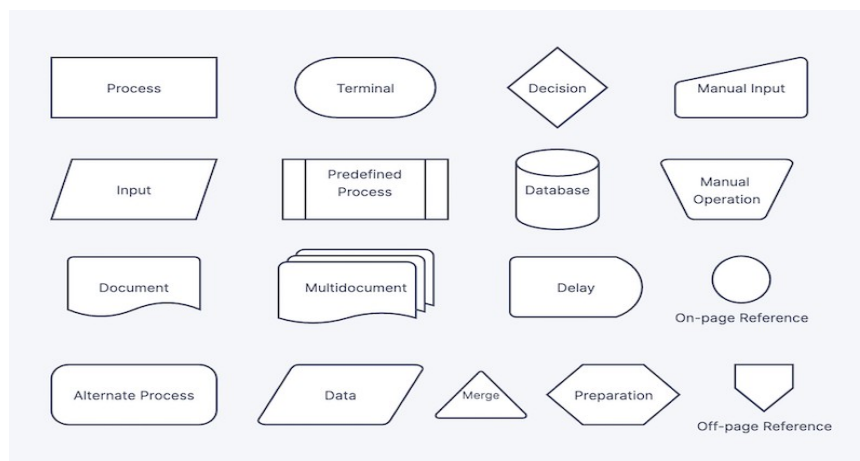 Process
Terminal
Decision
Manual Input
Input
Predefined
Process
Database
Manual
Operation
Document
Multidocument
Delay
On-page Reference
Alternate Process
Data
Merge
Preparation
Off-page Reference